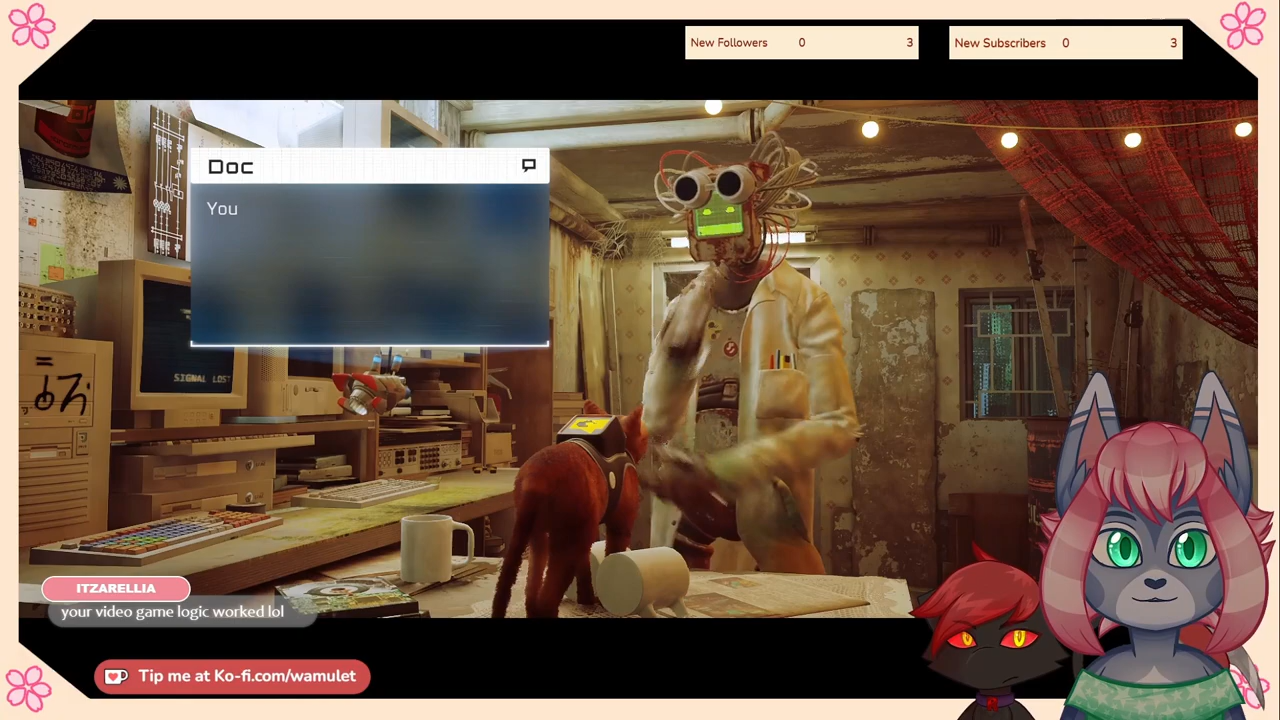 New Followers 0 3
New Subscribers 0 3
Doc
You
SIGNAL LOST
ITZARELLIA
your video game logic worked lol
Tip me at Ko-fi.com/wamulet